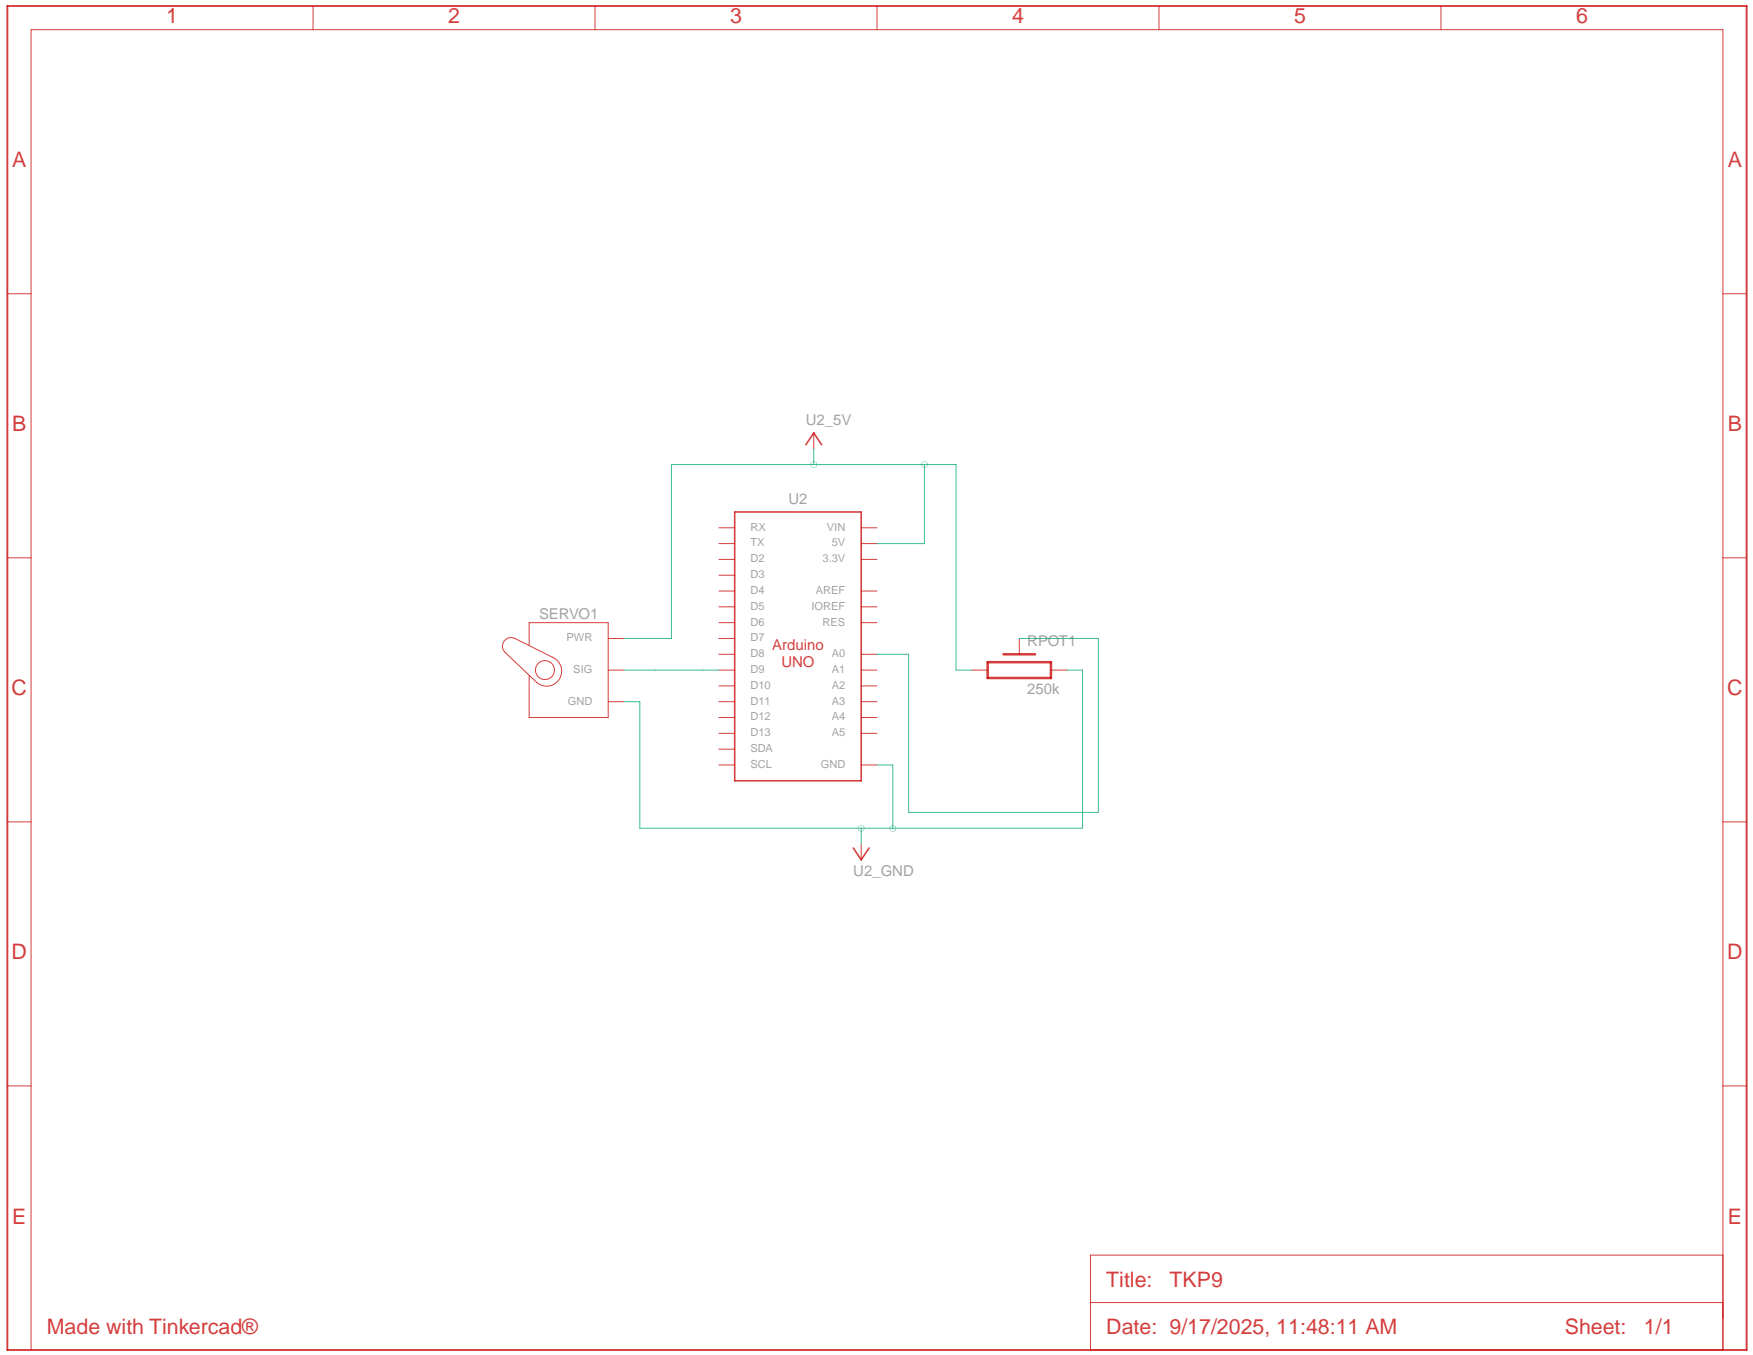 1 2 3 4 5 6
A A
B B
U2_5V
U2
RX VIN
TX 5V
D2 3.3V
D3
D4 AREF
D5 IOREF
D6 RES
D7
D8 A0
D9 A1
D10 A2
D11 A3
D12 A4
D13 A5
SDA
SCL GND
Arduino
UNO
SERVO1
PWR
SIG
GND
RPOT1
250k
C C
U2_GND
D D
E E
Title: TKP9
Made with Tinkercad®
Date: 9/17/2025, 11:48:11 AM Sheet: 1/1